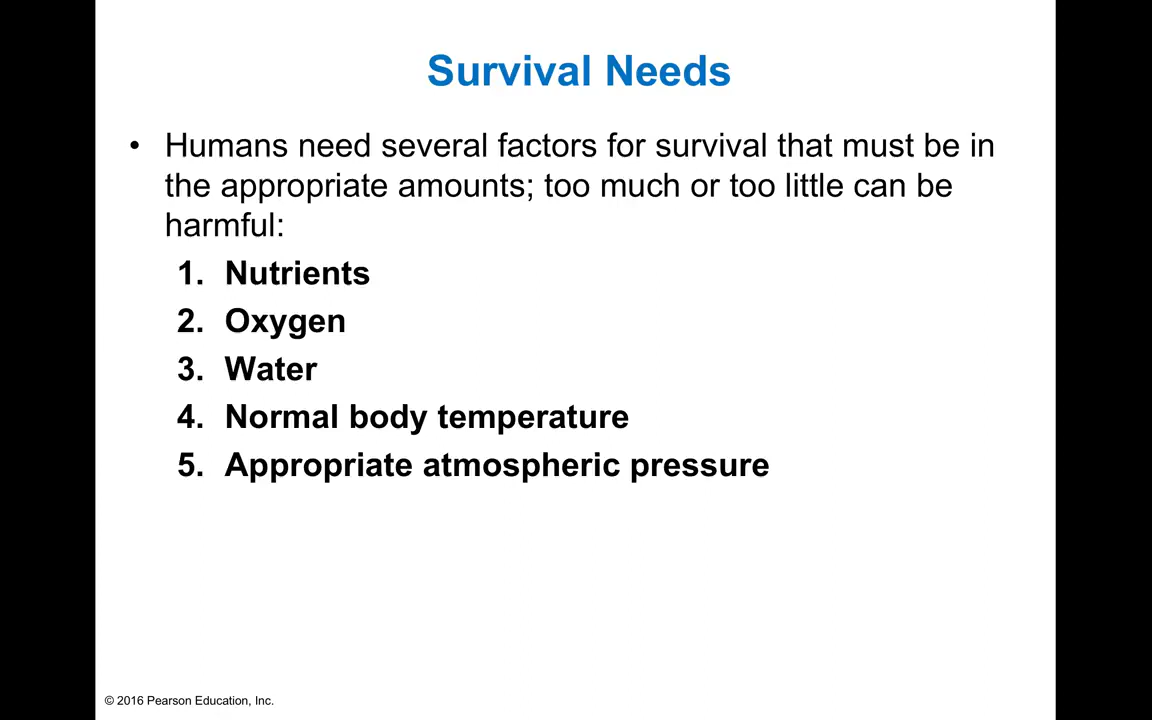 Survival Needs
• Humans need several factors for survival that must be in
the appropriate amounts; too much or too little can be
harmful:
1. Nutrients
2. Oxygen
3. Water
4. Normal body temperature
5. Appropriate atmospheric pressure
© 2016 Pearson Education, Inc.